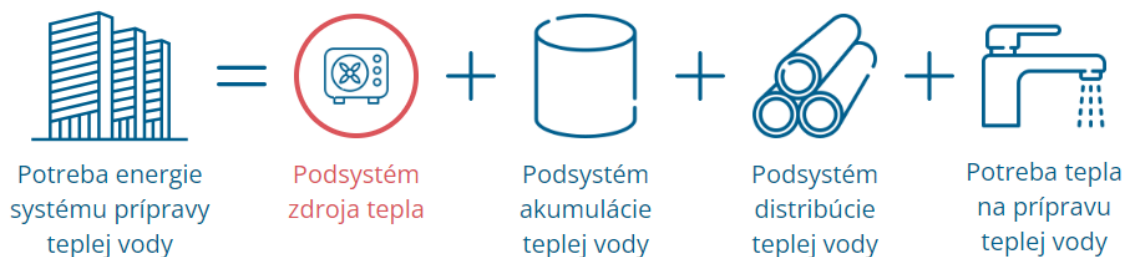 Potreba energie
systému prípravy
teplej vody
Podsystém
zdroja tepla
Podsystém
akumulácie
teplej vody
Podsystém
distribúcie
teplej vody
Potreba tepla
na prípravu
teplej vody